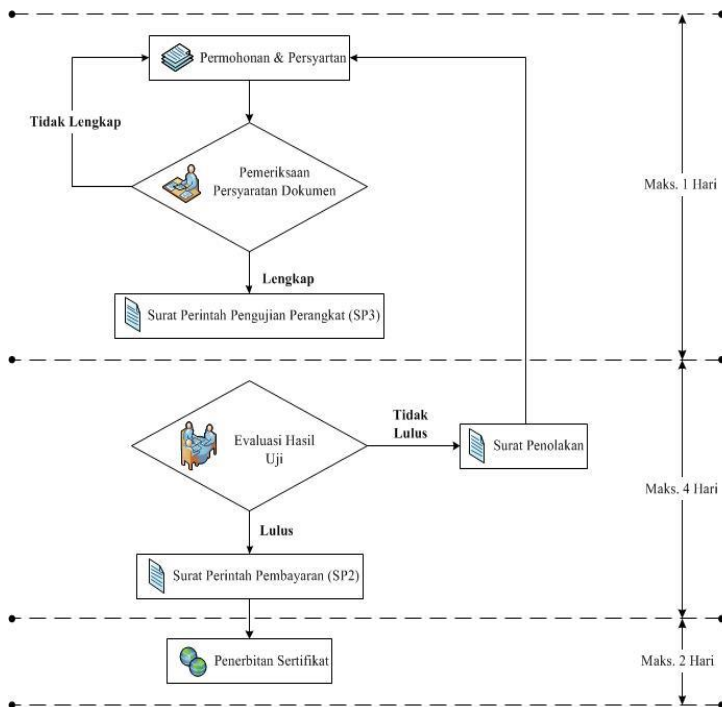 Permohonan & Persyartan
Tidak Lengkap
Pemeriksaan
Persyaratan Dokumen
Maks. 1 Hari
Lengkap
Surat Perintah Pengujian Perangkat (SP3)
Evaluasi Hasil
Uji
Tidak
Lulus
Surat Penolakan
Maks. 4 Hari
Lulus
Surat Perintah Pembayaran (SP2)
Penerbitan Sertifikat
Maks. 2 Hari